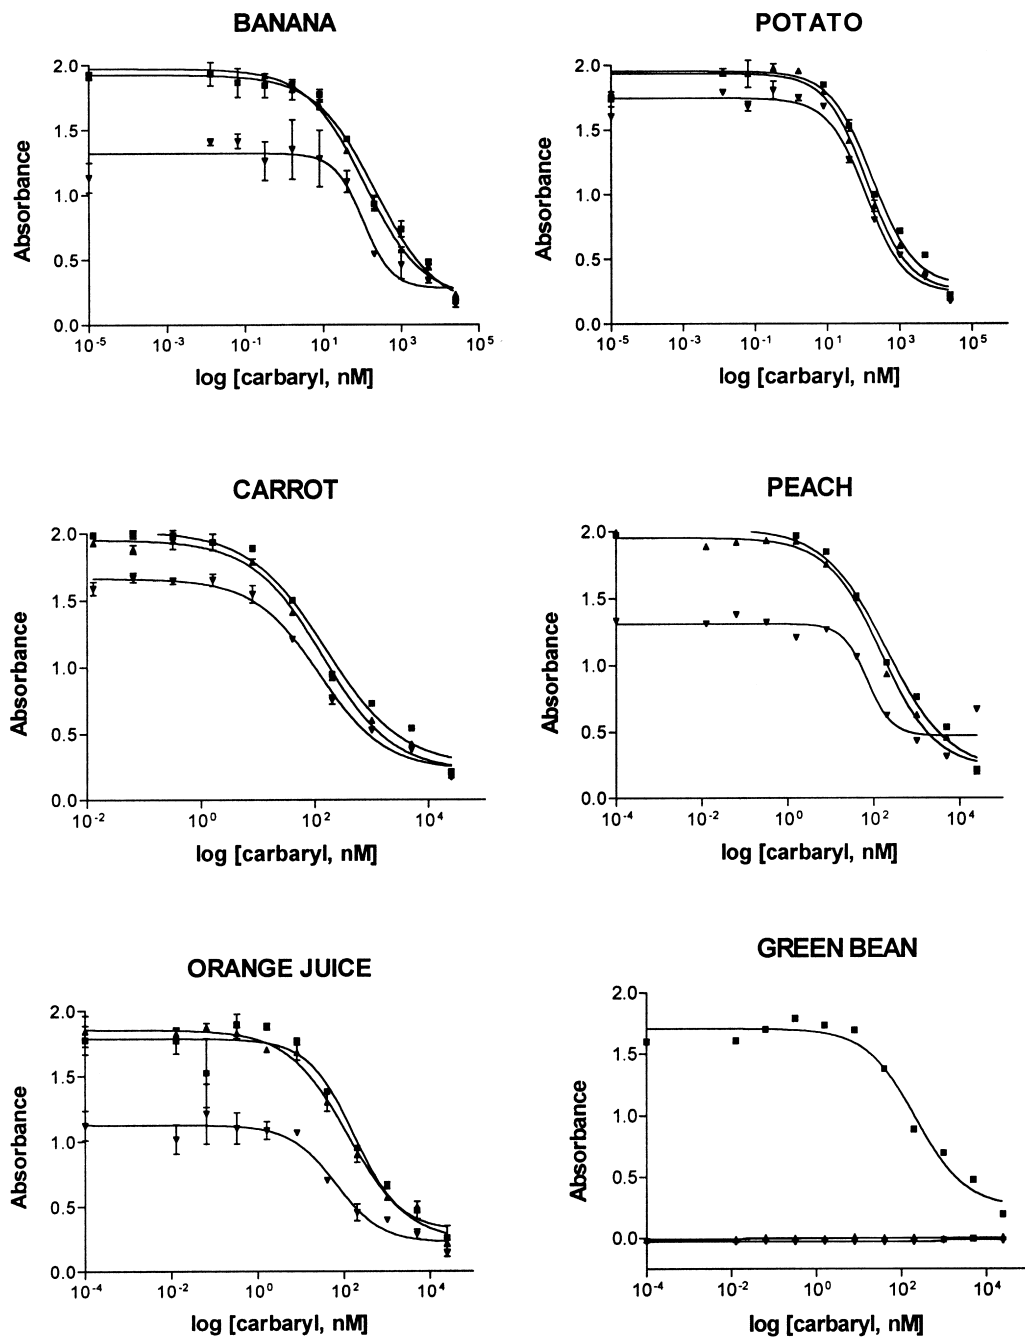 BANANA
2.0
1.5
1.0
0.5
0.0
Absorbance
10-5 10-3 10-1 101 103 105
log [carbaryl, nM]
POTATO
2.0
1.5
1.0
0.5
0.0
Absorbance
10-5 10-3 10-1 101 103 105
log [carbaryl, nM]
CARROT
2.0
1.5
1.0
0.5
0.0
Absorbance
10-2 100 102 104
log [carbaryl, nM]
PEACH
2.0
1.5
1.0
0.5
0.0
Absorbance
10-4 10-2 100 102 104
log [carbaryl, nM]
ORANGE JUICE
2.0
1.5
1.0
0.5
0.0
Absorbance
10-4 10-2 100 102 104
log [carbaryl, nM]
GREEN BEAN
2.0
1.5
1.0
0.5
0.0
Absorbance
10-4 10-2 100 102 104
log [carbaryl, nM]